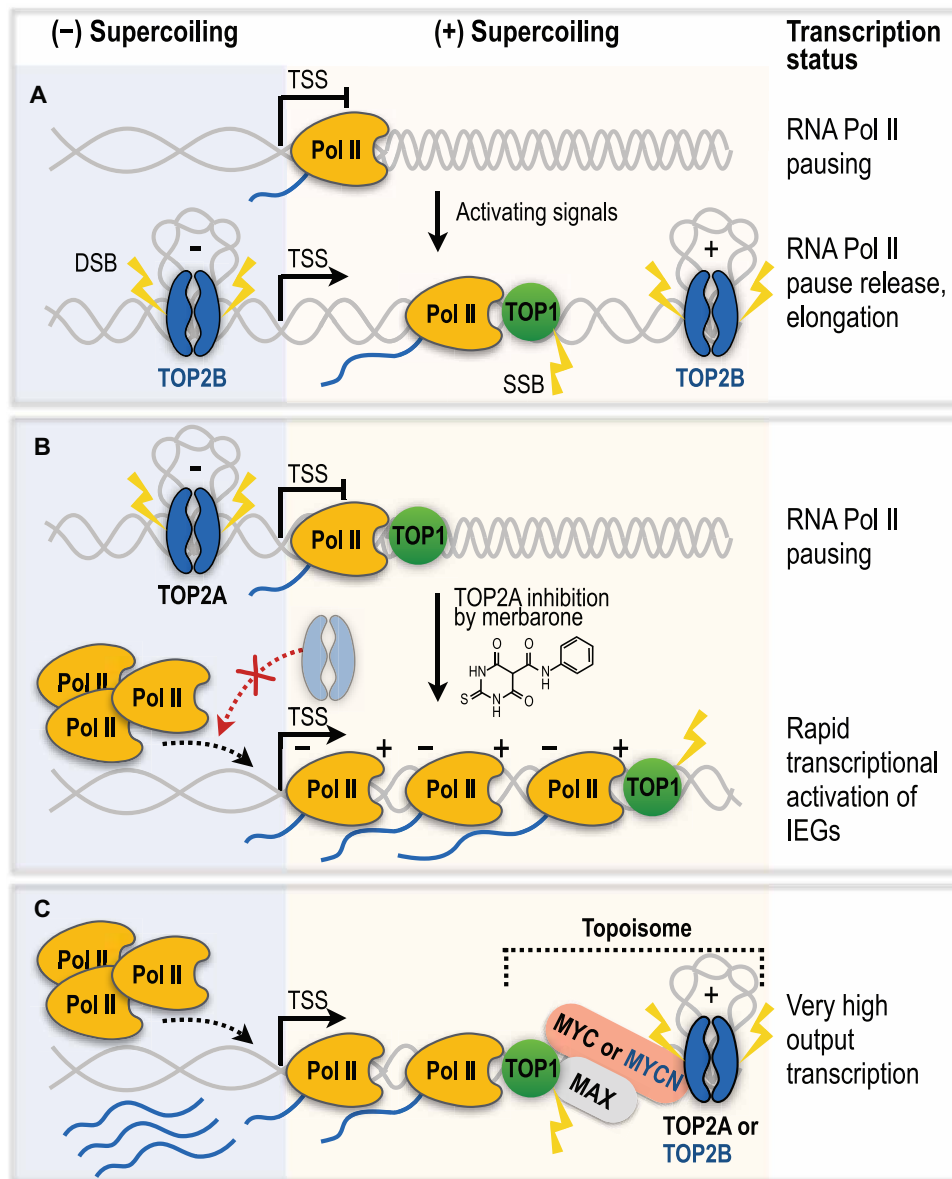 (−) Supercoiling
(+) Supercoiling
Transcription
status
A
TSS
Pol II
RNA Pol II
pausing
Activating signals
DSB
-
TSS
Pol II
TOP1
+
RNA Pol II
pause release,
elongation
TOP2B
SSB
TOP2B
B
-
TSS
Pol II
TOP1
RNA Pol II
pausing
TOP2A
TOP2A inhibition
by merbarone
O
O
HN
N
H
S
N
H
O
Pol II
Pol II
Pol II
TSS
- + - + - +
Pol II
Pol II
Pol II
TOP1
Rapid
transcriptional
activation of
IEGs
C
Topoisome
Pol II
Pol II
Pol II
TSS
+
Pol II
Pol II
TOP1
MYC or MYCN
MAX
Very high
output
transcription
TOP2A or
TOP2B